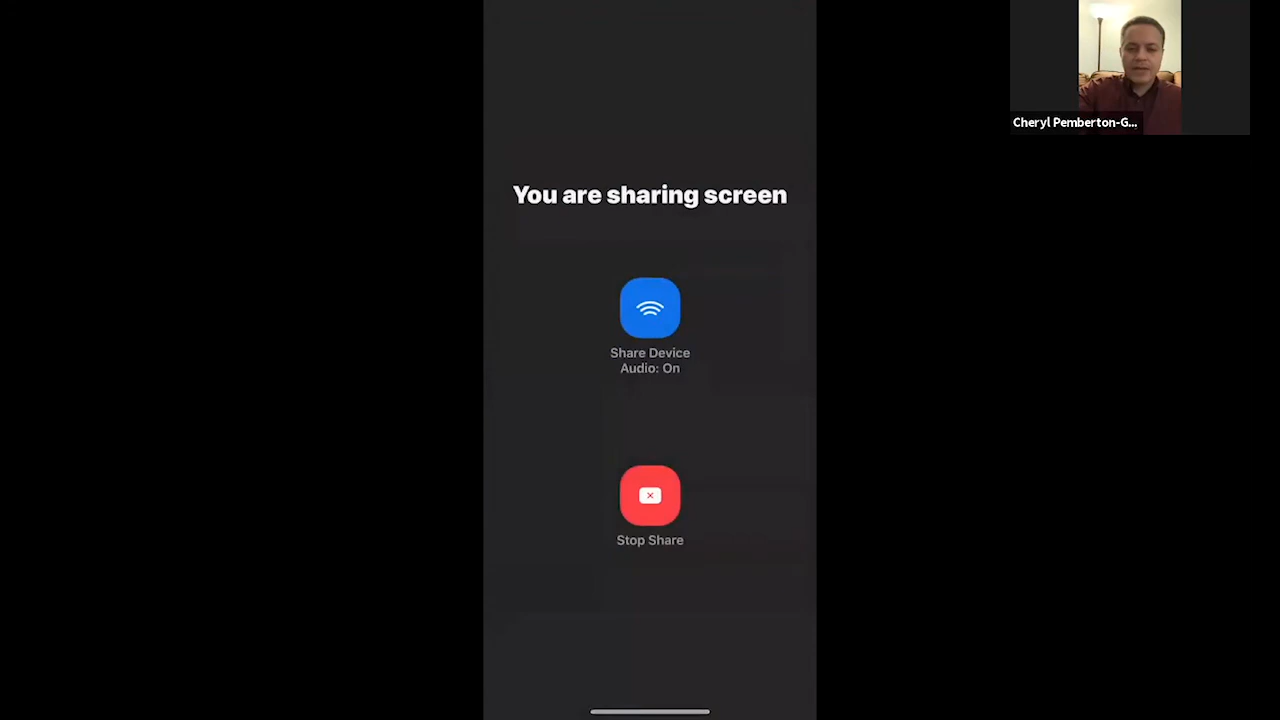 Cheryl Pemberton-G...
You are sharing screen
Share Device
Audio: On
Stop Share